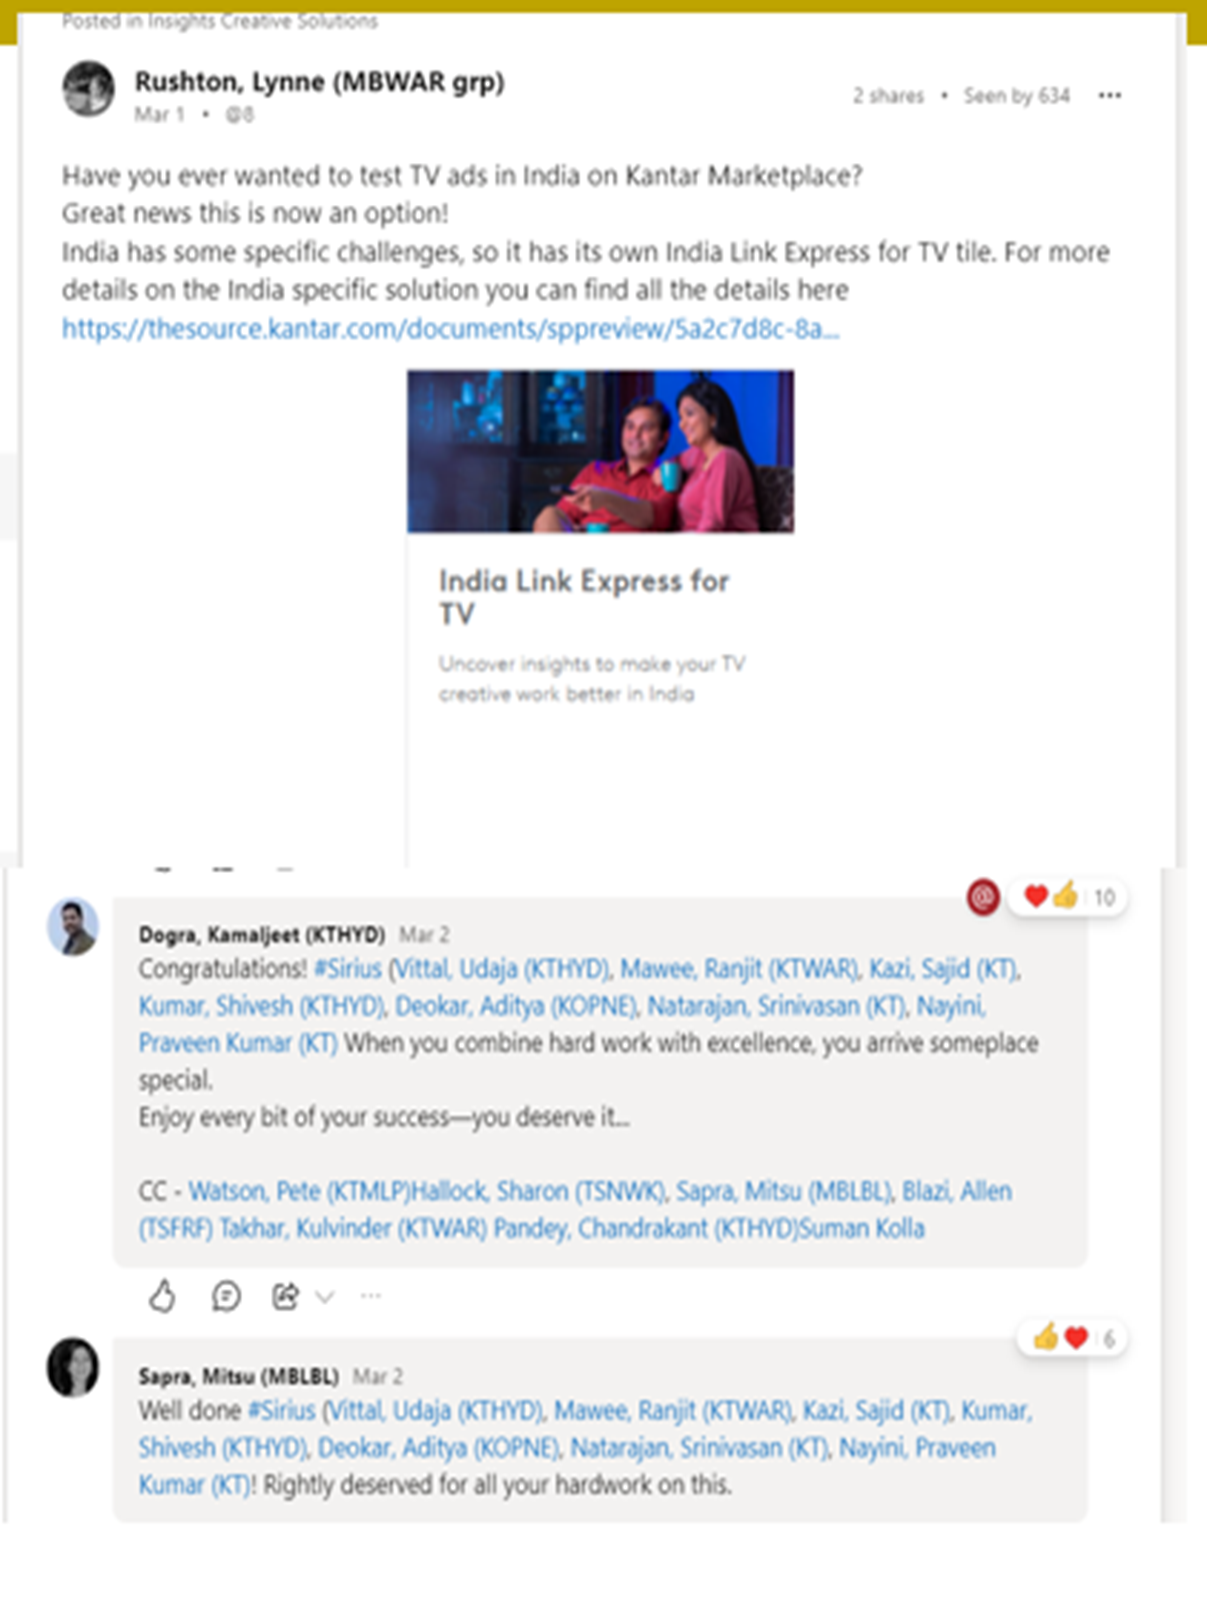 Posted in Insights Creative Solutions
Rushton, Lynne (MBWAR grp)
Mar 1 • @8
2 shares • Seen by 634 ...
Have you ever wanted to test TV ads in India on Kantar Marketplace?
Great news this is now an option!
India has some specific challenges, so it has its own India Link Express for TV tile. For more
details on the India specific solution you can find all the details here
https://thesource.kantar.com/documents/sppreview/5a2c7d8c-8a...
India Link Express for
TV
Uncover insights to make your TV
creative work better in India
@ 10
Dogra, Kamaljeet (KTHYD) Mar 2
Congratulations! #Sirius (Vittal, Udaja (KTHYD), Mawee, Ranjit (KTWAR), Kazi, Sajid (KT),
Kumar, Shivesh (KTHYD), Deokar, Aditya (KOPNE), Natarajan, Srinivasan (KT), Nayini,
Praveen Kumar (KT) When you combine hard work with excellence, you arrive someplace
special.
Enjoy every bit of your success—you deserve it...
CC - Watson, Pete (KTMLP)Hallock, Sharon (TSNWK), Sapra, Mitsu (MBLBL), Blazi, Allen
(TSFRF) Takhar, Kulvinder (KTWAR) Pandey, Chandrakant (KTHYD)Suman Kolla
6
Sapra, Mitsu (MBLBL) Mar 2
Well done #Sirius (Vittal, Udaja (KTHYD), Mawee, Ranjit (KTWAR), Kazi, Sajid (KT), Kumar,
Shivesh (KTHYD), Deokar, Aditya (KOPNE), Natarajan, Srinivasan (KT), Nayini, Praveen
Kumar (KT)! Rightly deserved for all your hardwork on this.